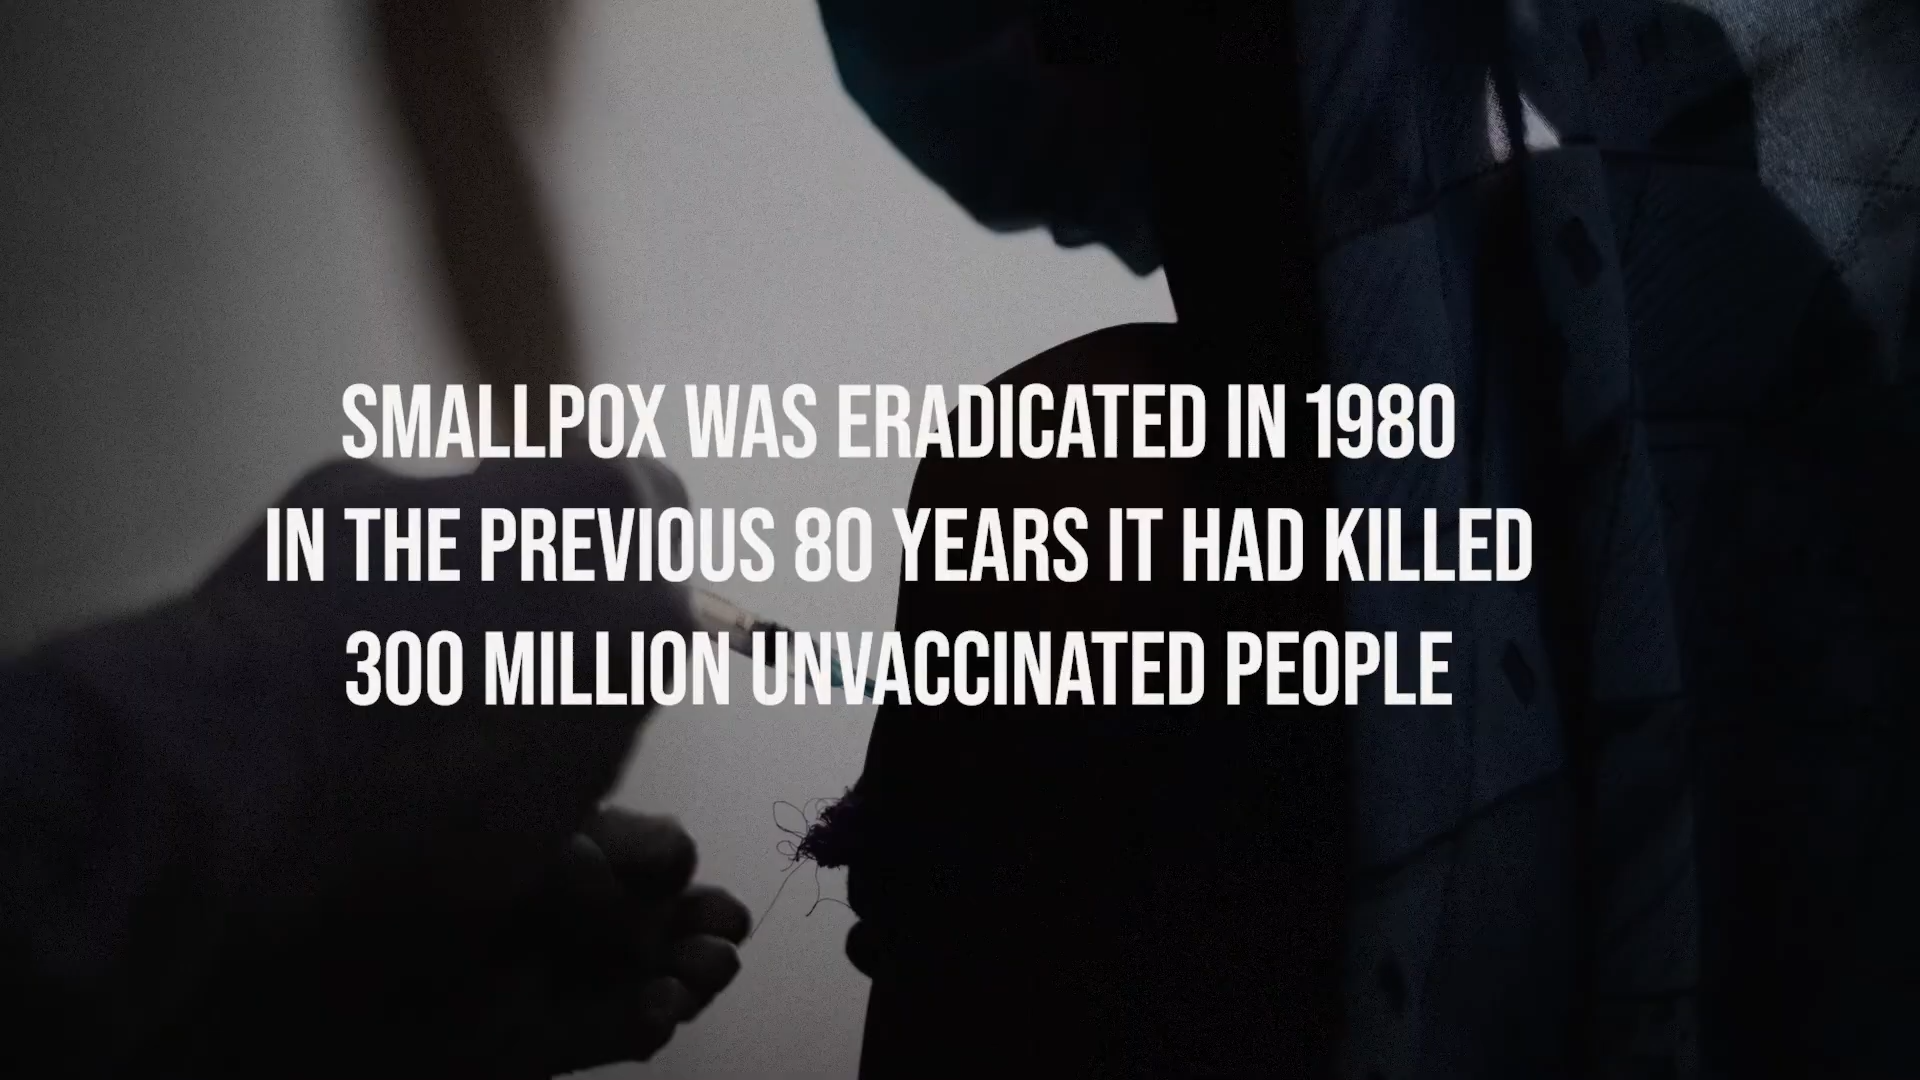 SMALLPOX WAS ERADICATED IN 1980
IN THE PREVIOUS 80 YEARS IT HAD KILLED
300 MILLION UNVACCINATED PEOPLE